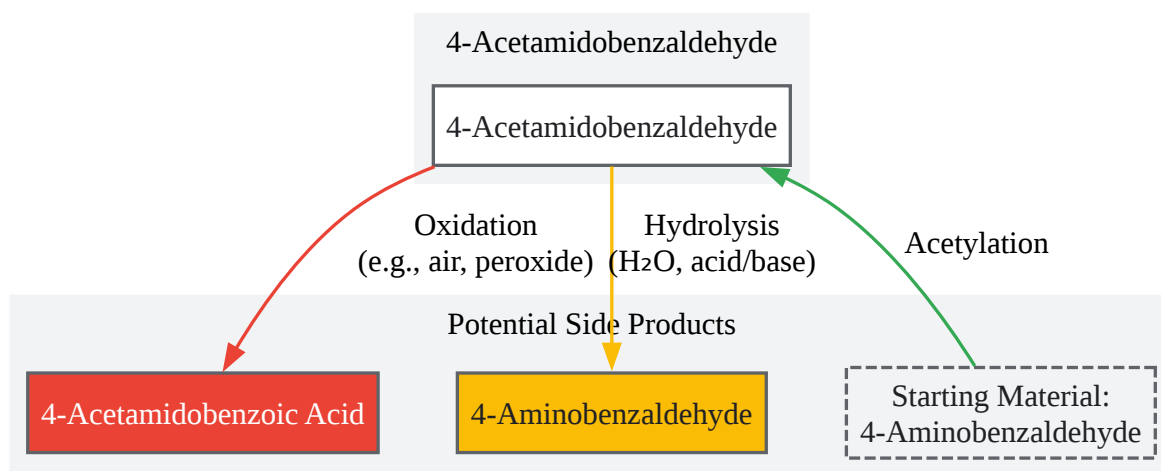 4-Acetamidobenzaldehyde
4-Acetamidobenzaldehyde
Oxidation
(e.g., air, peroxide)
Hydrolysis
(H₂O, acid/base)
Acetylation
Potential Side Products
4-Acetamidobenzoic Acid
4-Aminobenzaldehyde
Starting Material:
4-Aminobenzaldehyde